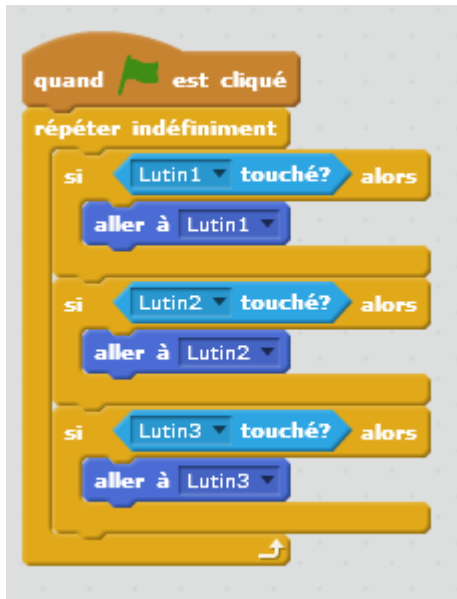 quand est cliqué
répéter indéfiniment
si Lutin1 touché? alors
aller à Lutin1
si Lutin2 touché? alors
aller à Lutin2
si Lutin3 touché? alors
aller à Lutin3